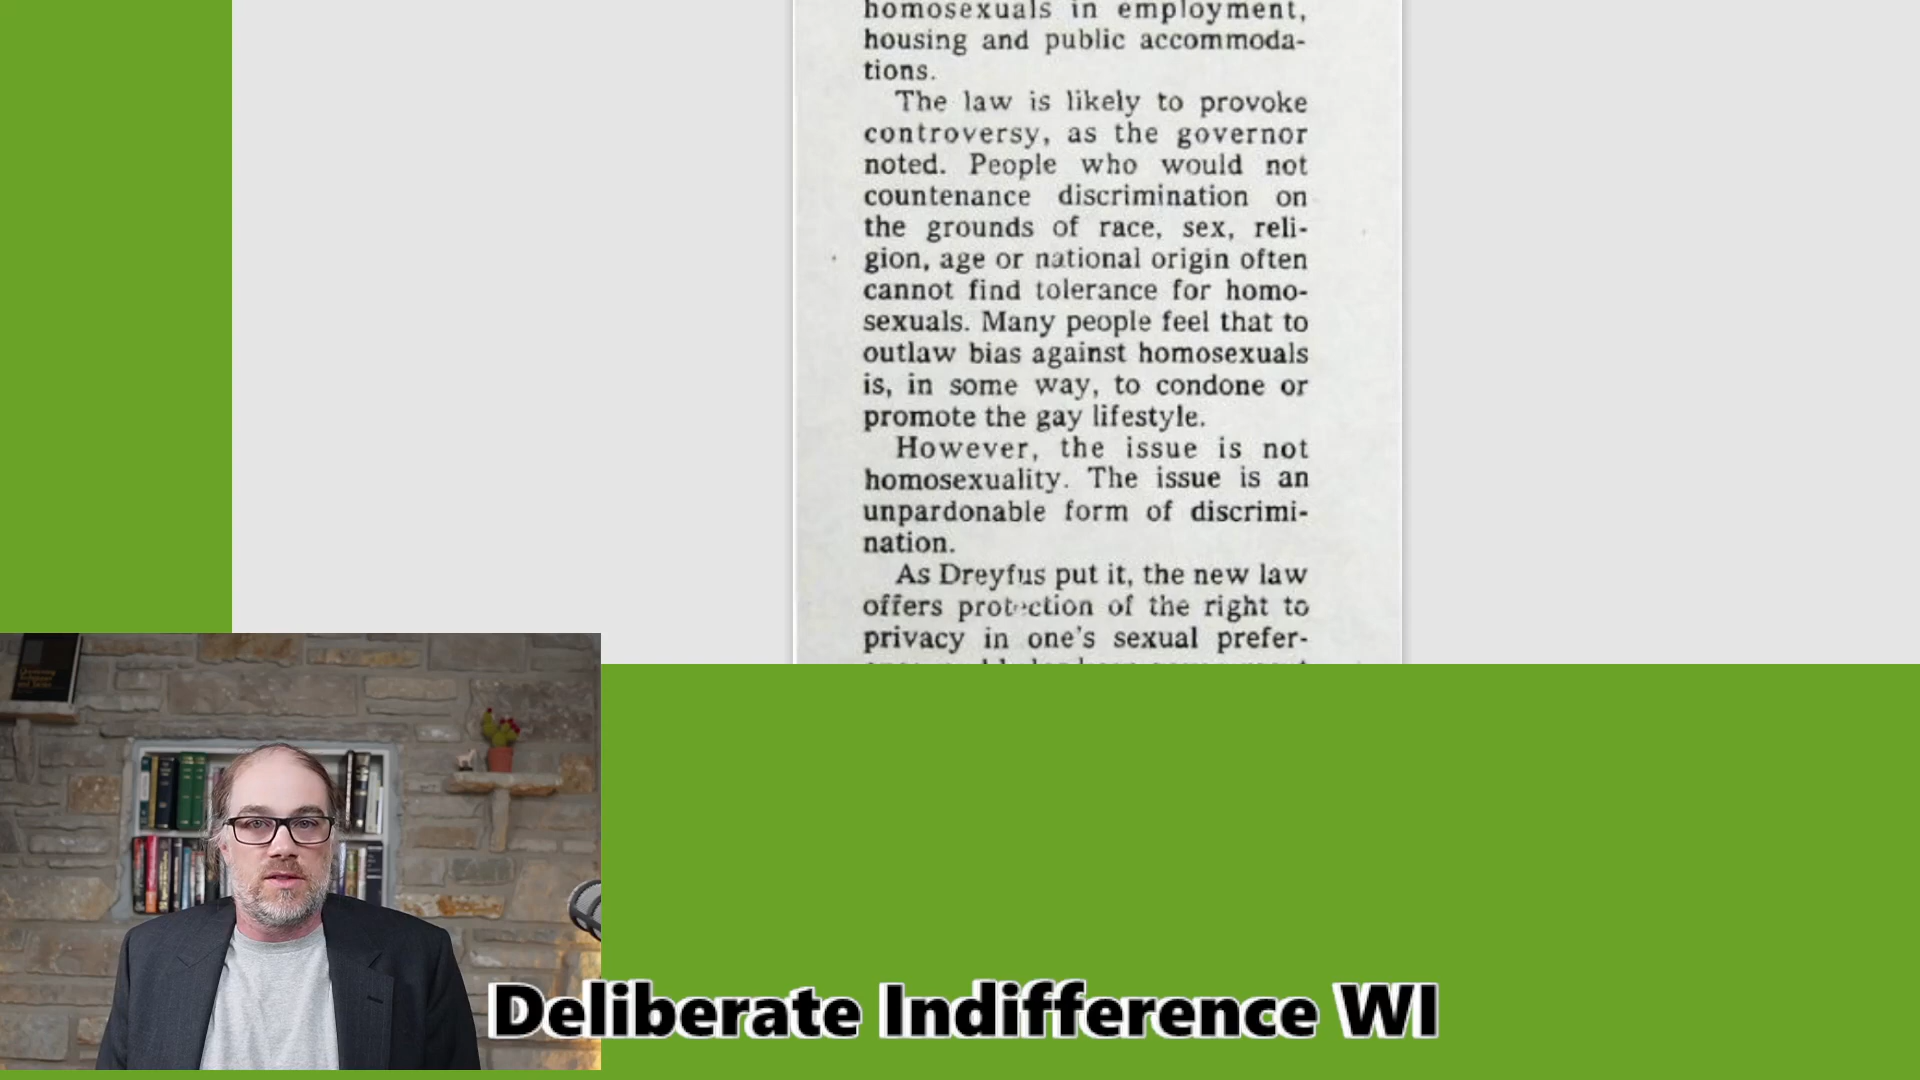 homosexuals in employment,
housing and public accommoda-
tions.
The law is likely to provoke
controversy, as the governor
noted. People who would not
countenance discrimination on
the grounds of race, sex, reli-
gion, age or national origin often
cannot find tolerance for homo-
sexuals. Many people feel that to
outlaw bias against homosexuals
is, in some way, to condone or
promote the gay lifestyle.
However, the issue is not
homosexuality. The issue is an
unpardonable form of discrimi-
nation.
As Dreyfus put it, the new law
offers protection of the right to
privacy in one's sexual prefer-
Deliberate Indifference WI